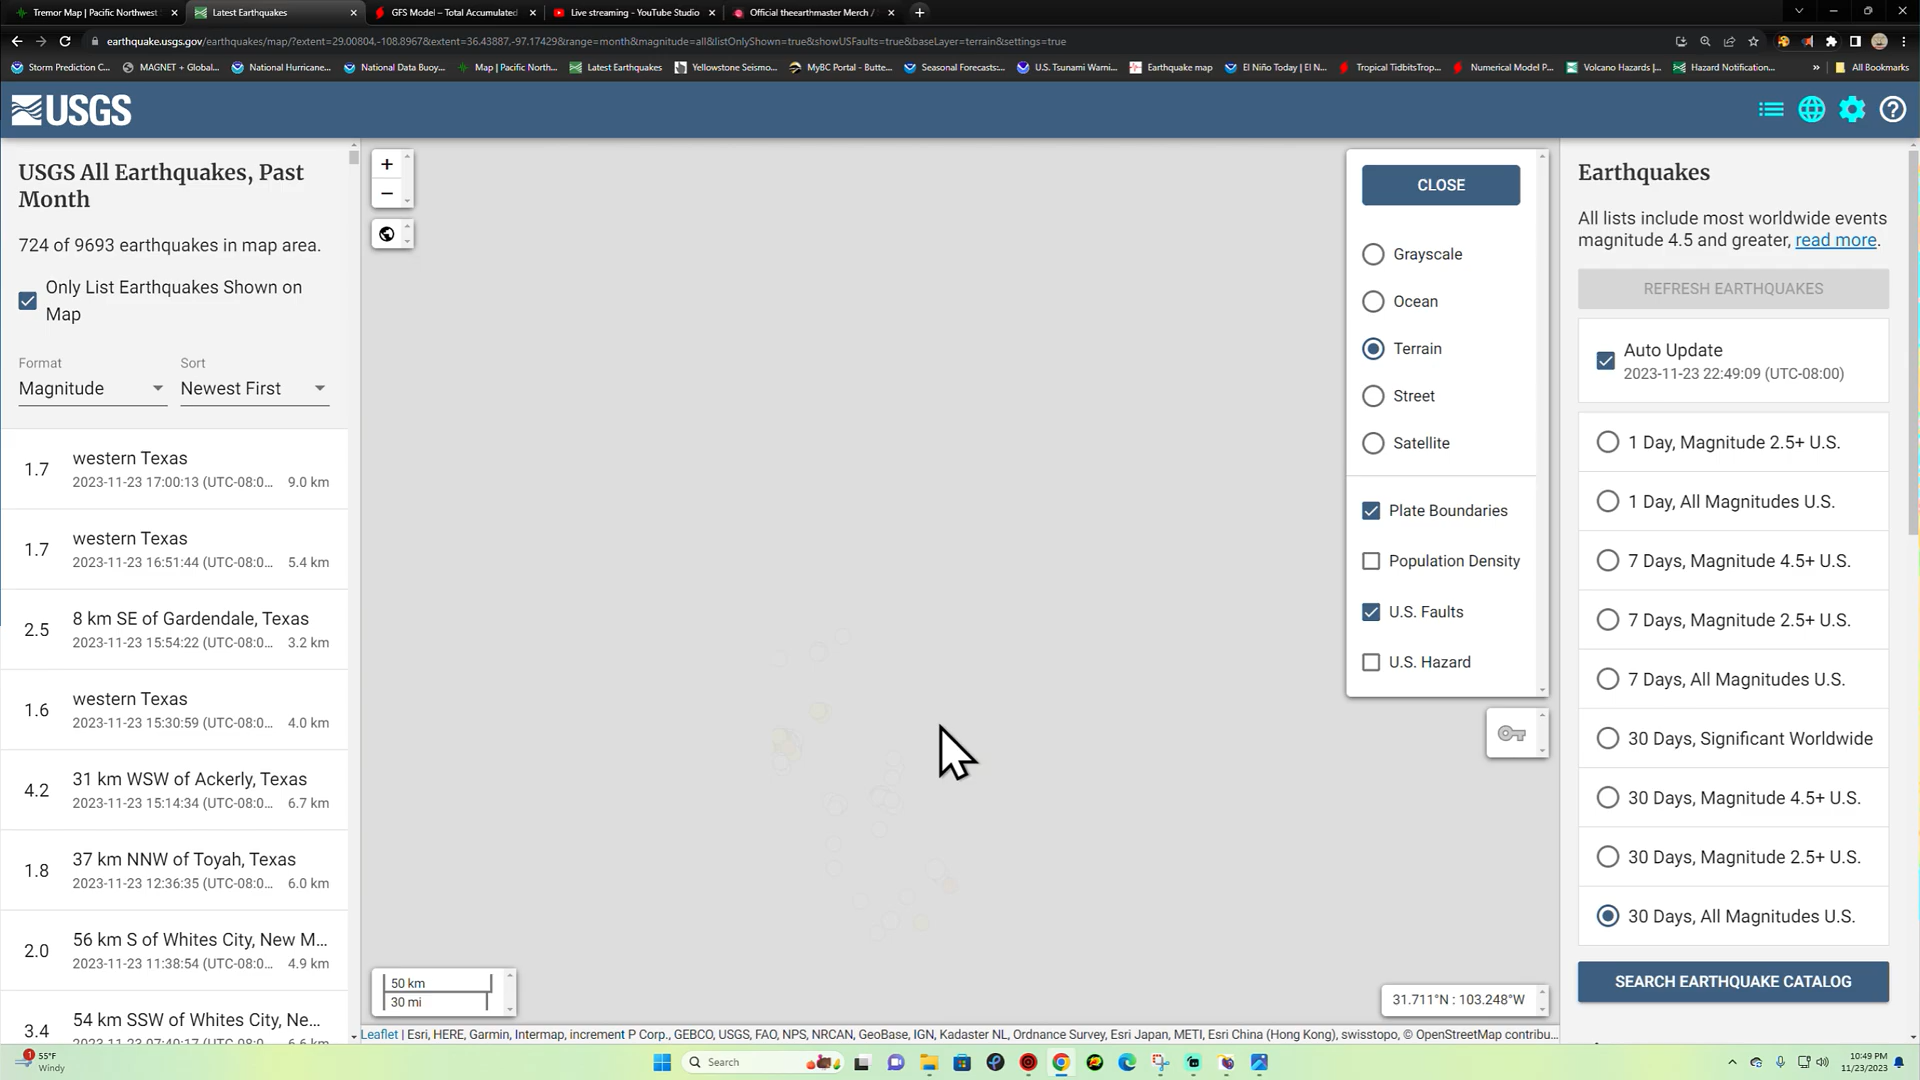 Tremor Map | Pacific Northwest
Latest Earthquakes
GFS Model – Total Accumulated
Live streaming - YouTube Studio
Official theearthmaster Merch /
earthquake.usgs.gov/earthquakes/map/?extent=29.00804,-108.8967&extent=36.43887,-97.17429&range=month&magnitude=all&listOnlyShown=true&showUSFaults=true&baseLayer=terrain&settings=true
Storm Prediction C...
MAGNET + Global...
National Hurricane...
National Data Buoy...
Map | Pacific North...
Latest Earthquakes
Yellowstone Seismo...
MyBC Portal - Butte...
Seasonal Forecasts:...
U.S. Tsunami Warni...
Earthquake map
El Niño Today | El N...
Tropical TidbitsTrop...
Numerical Model P...
Volcano Hazards |...
Hazard Notification...
»
All Bookmarks
USGS
USGS All Earthquakes, Past
Month
724 of 9693 earthquakes in map area.
Only List Earthquakes Shown on
Map
Format
Sort
Magnitude
Newest First
1.7
western Texas
2023-11-23 17:00:13 (UTC-08:0...
9.0 km
1.7
western Texas
2023-11-23 16:51:44 (UTC-08:0...
5.4 km
2.5
8 km SE of Gardendale, Texas
2023-11-23 15:54:22 (UTC-08:0...
3.2 km
1.6
western Texas
2023-11-23 15:30:59 (UTC-08:0...
4.0 km
4.2
31 km WSW of Ackerly, Texas
2023-11-23 15:14:34 (UTC-08:0...
6.7 km
1.8
37 km NNW of Toyah, Texas
2023-11-23 12:36:35 (UTC-08:0...
6.0 km
2.0
56 km S of Whites City, New M...
2023-11-23 11:38:54 (UTC-08:0...
4.9 km
3.4
54 km SSW of Whites City, Ne...
2023-11-23 07:40:17 (UTC-08:0...
6.6 km
+
−
50 km
30 mi
CLOSE
Grayscale
Ocean
Terrain
Street
Satellite
Plate Boundaries
Population Density
U.S. Faults
U.S. Hazard
31.711°N : 103.248°W
Leaflet | Esri, HERE, Garmin, Intermap, increment P Corp., GEBCO, USGS, FAO, NPS, NRCAN, GeoBase, IGN, Kadaster NL, Ordnance Survey, Esri Japan, METI, Esri China (Hong Kong), swisstopo, © OpenStreetMap contribu...
Earthquakes
All lists include most worldwide events
magnitude 4.5 and greater, read more.
REFRESH EARTHQUAKES
Auto Update
2023-11-23 22:49:09 (UTC-08:00)
1 Day, Magnitude 2.5+ U.S.
1 Day, All Magnitudes U.S.
7 Days, Magnitude 4.5+ U.S.
7 Days, Magnitude 2.5+ U.S.
7 Days, All Magnitudes U.S.
30 Days, Significant Worldwide
30 Days, Magnitude 4.5+ U.S.
30 Days, Magnitude 2.5+ U.S.
30 Days, All Magnitudes U.S.
SEARCH EARTHQUAKE CATALOG
1
55°F
Windy
Search
10:49 PM
11/23/2023